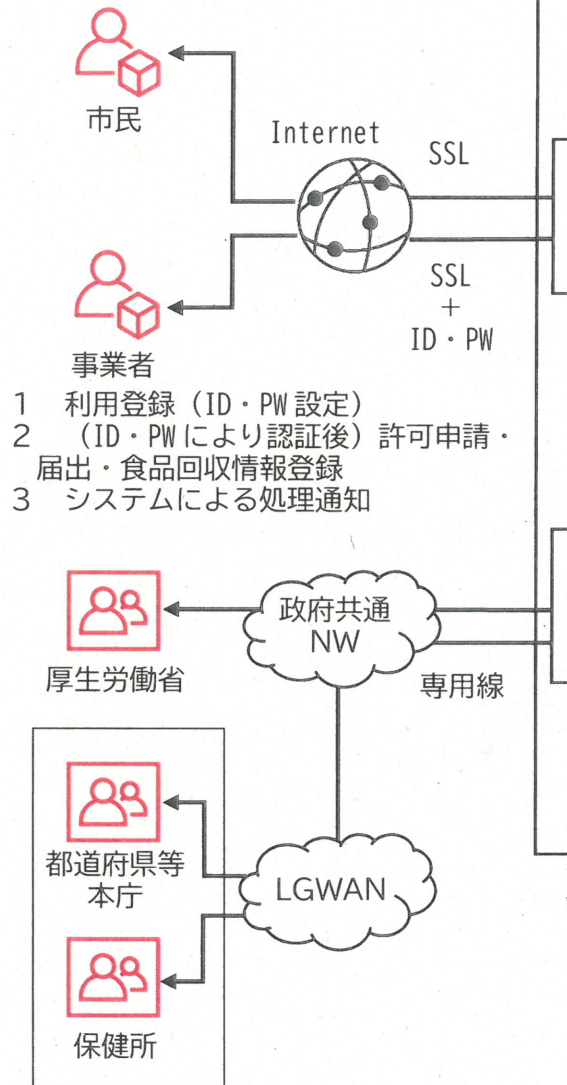 市民
Internet
SSL
SSL
+
ID・PW
事業者
1 利用登録（ID・PW設定）
2 （ID・PWにより認証後）許可申請・
届出・食品回収情報登録
3 システムによる処理通知
政府共通
NW
厚生労働省
専用線
都道府県等
本庁
LGWAN
保健所